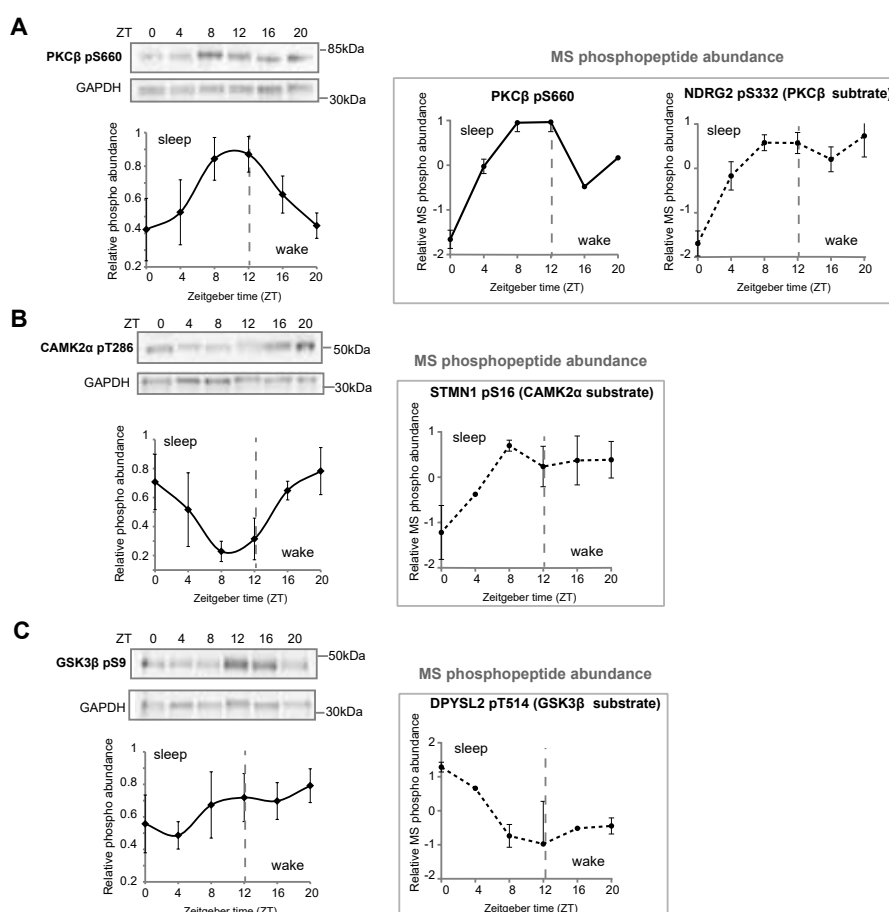 A
ZT 0 4 8 12 16 20
PKCβ pS660
85kDa
GAPDH
30kDa
MS phosphopeptide abundance
Relative phospho abundance
1
0.8
0.6
0.4
0.2
sleep
wake
0 4 8 12 16 20
Zeitgeber time (ZT)
PKCβ pS660
Relative MS phospho abundance
1
0
-1
-2
sleep
wake
0 4 8 12 16 20
Zeitgeber time (ZT)
NDRG2 pS332 (PKCβ subtrate)
Relative MS phospho abundance
1
0
-1
-2
sleep
wake
0 4 8 12 16 20
Zeitgeber time (ZT)
B
ZT 0 4 8 12 16 20
CAMK2α pT286
50kDa
GAPDH
30kDa
Relative phospho abundance
1
0.8
0.6
0.4
0.2
sleep
wake
0 4 8 12 16 20
Zeitgeber time (ZT)
MS phosphopeptide abundance
STMN1 pS16 (CAMK2α substrate)
Relative MS phospho abundance
1
0
-1
-2
sleep
wake
0 4 8 12 16 20
Zeitgeber time (ZT)
C
ZT 0 4 8 12 16 20
GSK3β pS9
50kDa
GAPDH
30kDa
Relative phospho abundance
1
0.8
0.6
0.4
0.2
sleep
wake
0 4 8 12 16 20
Zeitgeber time (ZT)
MS phosphopeptide abundance
DPYSL2 pT514 (GSK3β substrate)
Relative MS phospho abundance
2
1
0
-1
-2
sleep
wake
0 4 8 12 16 20
Zeitgeber time (ZT)